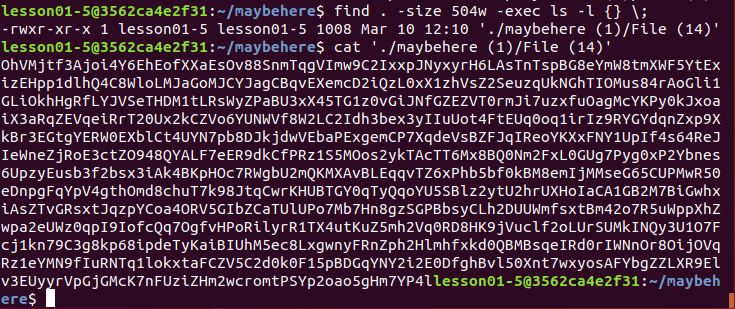 lesson01-5@3562ca4e2f31:~/maybehere$ find . -size 504w -exec ls -l {} \;
-rwxr-xr-x 1 lesson01-5 lesson01-5 1008 Mar 10 12:10 './maybehere (1)/File (14)'
lesson01-5@3562ca4e2f31:~/maybehere$ cat './maybehere (1)/File (14)'
OhVMjtf3Ajoi4Y6EhEofXXaEsOv88SnmTqgVImw9C2IxxpJNyxyrH6LAsTnTspBG8eYmW8tmXWF5YtEx
izEHpp1dlhQ4C8WloLMJaGoMJCYJagCBqvEXemcD2iQzL0xX1zhVsZ2SeuzqUkNGhTIOMus84rAoGli1
GLiOkhHgRfLYJVSeTHDM1tLRsWyZPaBU3xX45TG1z0vGiJNfGZEZVT0rmJi7uzxfuOagMcYKPy0kJxoa
iX3aRqZEVqeiRrT20Ux2kCZVo6YUNWVf8W2LC2Idh3bex3yIIuUot4FtEUq0oq1irIz9RYGYdqnZxp9X
kBr3EGtgYERW0EXblCt4UYN7pb8DJkjdwVEbaPExgemCP7XqdeVsBZFJqIReoYKXxFNY1UpIf4s64ReJ
IeWneZjRoE3ctZO948QYALF7eER9dkCfPRz1S5MOos2ykTAcTT6Mx8BQ0Nm2FxL0GUg7Pyg0xP2Ybnes
6UpzyEusb3f2bsx3iAk4BKpHOc7RWgbU2mQKMXAvBLEqqvTZ6xPhb5bf0kBM8emIjMMseG65CUPMwR50
eDnpgFqYpV4gthOmd8chuT7k98JtqCwrKHUBTGY0qTyQqoYU5SBlz2ytU2hrUXHoIaCA1GB2M7BiGwhx
iAsZTvGRsxtJqzpYCoa4ORV5GIbZCaTUlUPo7Mb7Hn8gzSGPBbsyCLh2DUUWmfsxtBm42o7R5uWppXhZ
wpa2eUWz0qpI9IofcQq7OgfvHPoRilyrR1TX4utKuZ5mh2Vq0RD8HK9jVuclf2oLUrSUMkINQy3U1O7F
cj1kn79C3g8kp68ipdeTyKaiBIUhM5ec8LxgwnyFRnZph2Hlmhfxkd0QBMBsqeIRd0rIWNnOr8OijOVq
Rz1eYMN9fIuRNTq1lokxtaFCZV5C2d0k0F15pBDGqYNY2i2E0DfghBvl50Xnt7wxyosAFYbgZZLXR9El
v3EUyyrVpGjGMcK7nFUziZHm2wcromtPSYp2oao5gHm7YP4llesson01-5@3562ca4e2f31:~/maybeh
ere$